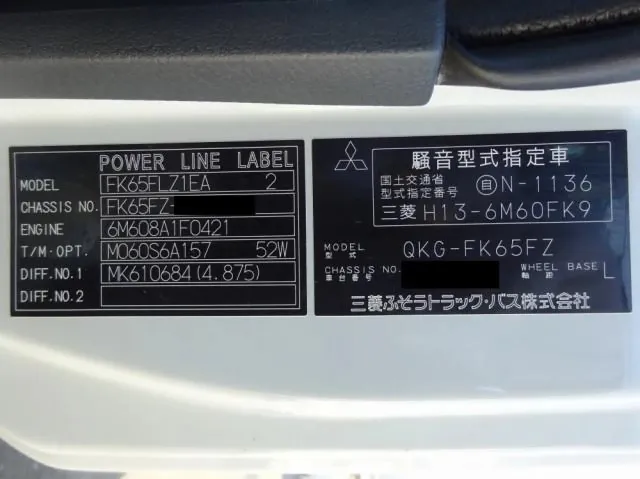 POWER LINE LABEL
MODEL FK65FLZ1EA 2
CHASSIS NO. FK65FZ-
ENGINE 6M608A1F0421
T/M·OPT. M060S6A157 52W
DIFF.NO.1 MK610684(4.875)
DIFF.NO.2
騒音型式指定車
国土交通省
型式指定番号 自N-1136
三菱 H13-6M60FK9
MODEL QKG-FK65FZ
型式
CHASSIS NO. WHEEL BASE L
車台番号 軸距
三菱ふそうトラック・バス株式会社